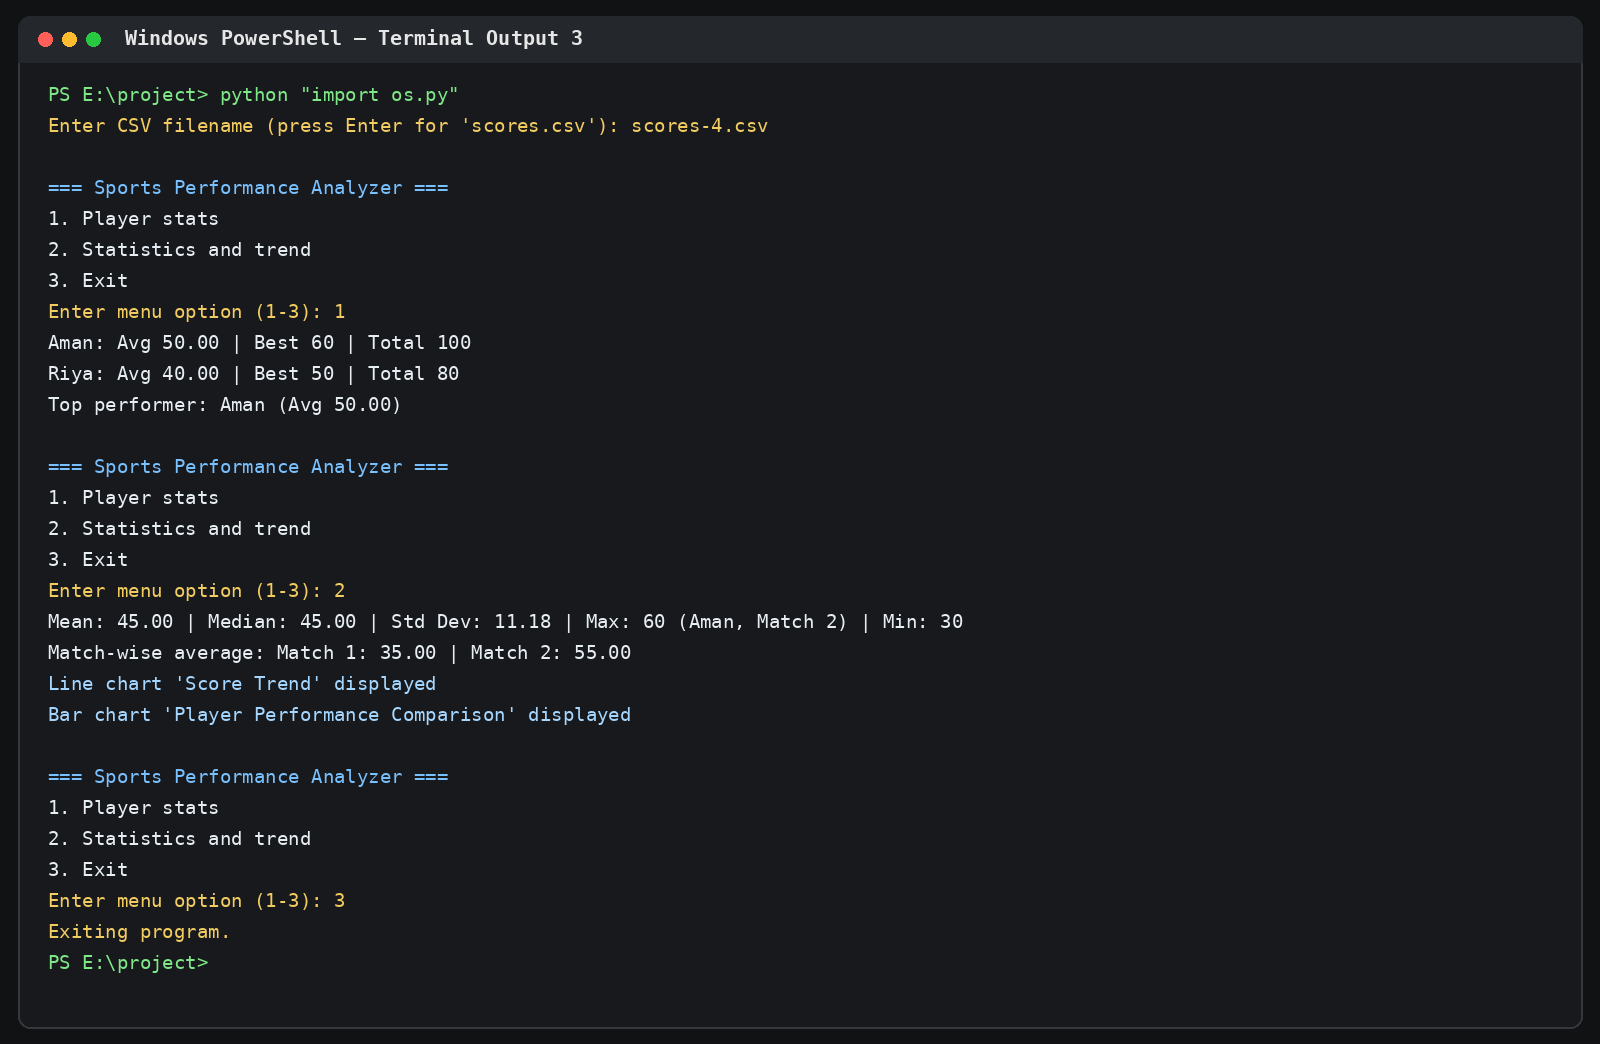 Windows PowerShell — Terminal Output 3
PS E:\project> python "import os.py"
Enter CSV filename (press Enter for 'scores.csv'): scores-4.csv
=== Sports Performance Analyzer ===
1. Player stats
2. Statistics and trend
3. Exit
Enter menu option (1-3): 1
Aman: Avg 50.00 | Best 60 | Total 100
Riya: Avg 40.00 | Best 50 | Total 80
Top performer: Aman (Avg 50.00)
=== Sports Performance Analyzer ===
1. Player stats
2. Statistics and trend
3. Exit
Enter menu option (1-3): 2
Mean: 45.00 | Median: 45.00 | Std Dev: 11.18 | Max: 60 (Aman, Match 2) | Min: 30
Match-wise average: Match 1: 35.00 | Match 2: 55.00
Line chart 'Score Trend' displayed
Bar chart 'Player Performance Comparison' displayed
=== Sports Performance Analyzer ===
1. Player stats
2. Statistics and trend
3. Exit
Enter menu option (1-3): 3
Exiting program.
PS E:\project>